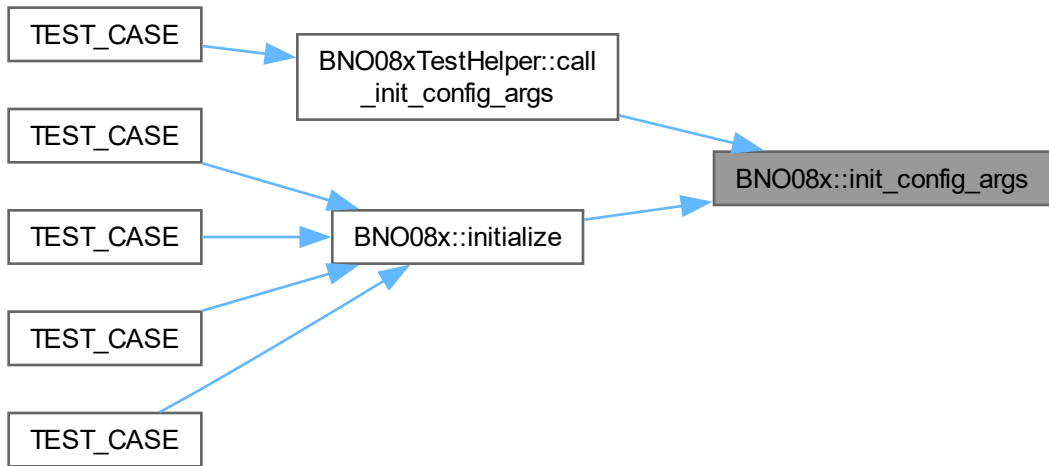 TEST_CASE
BNO08xTestHelper::call
_init_config_args
TEST_CASE
BNO08x::init_config_args
TEST_CASE
BNO08x::initialize
TEST_CASE
TEST_CASE